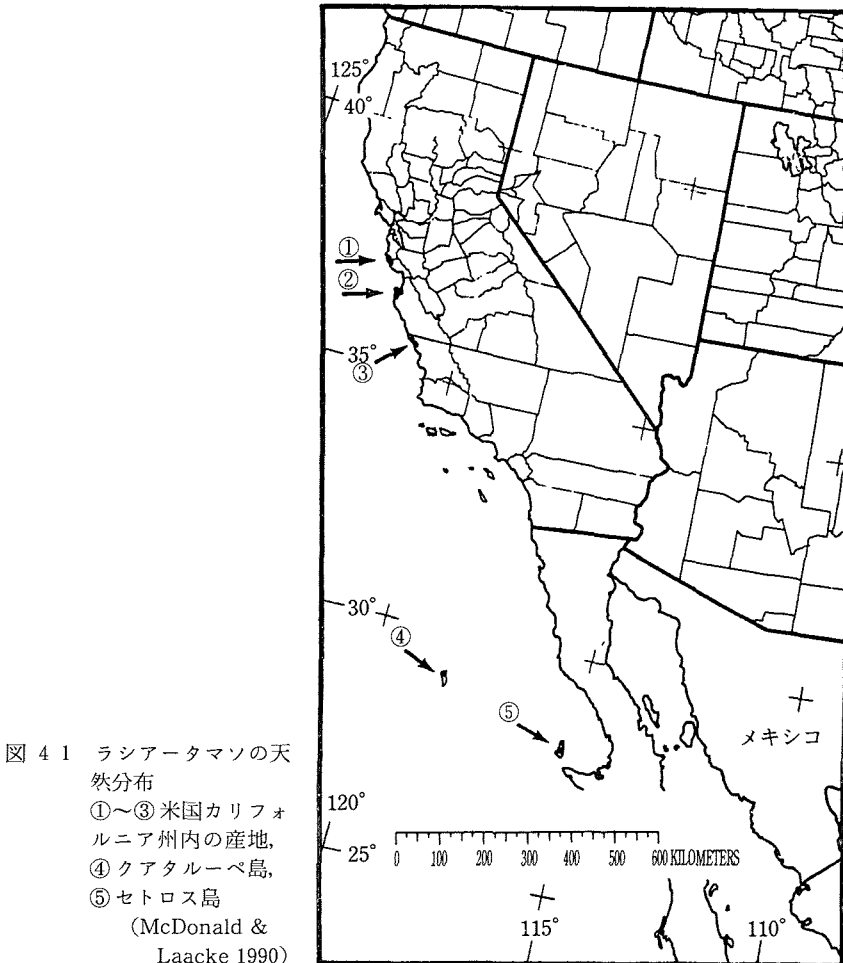 125°
40°
①
②
35°
③
30°
④
⑤
メキシコ
図 4 1 ラシアータマソの天
然分布
①～③米国カリフォ
ルニア州内の産地,
④クアタルーペ島,
⑤セトロス島
(McDonald &
Laacke 1990)
120°
25°
0 100 200 300 400 500 600 KILOMETERS
115°
110°